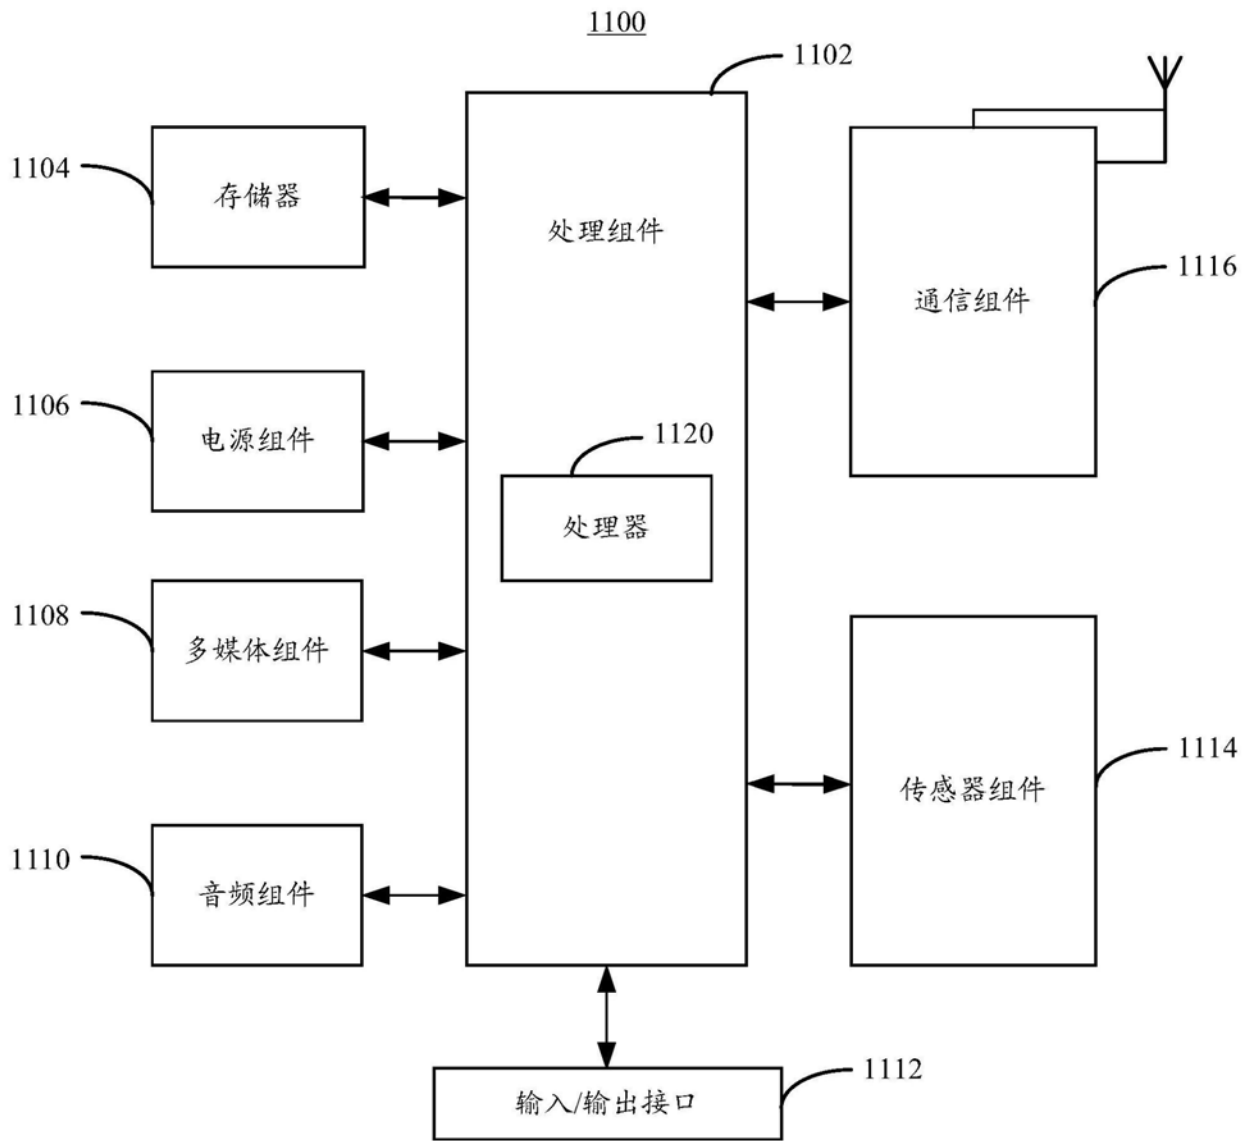 1100
1102
1104
存储器
处理组件
1116
通信组件
1106
电源组件
1120
处理器
1108
多媒体组件
1114
传感器组件
1110
音频组件
1112
输入/输出接口